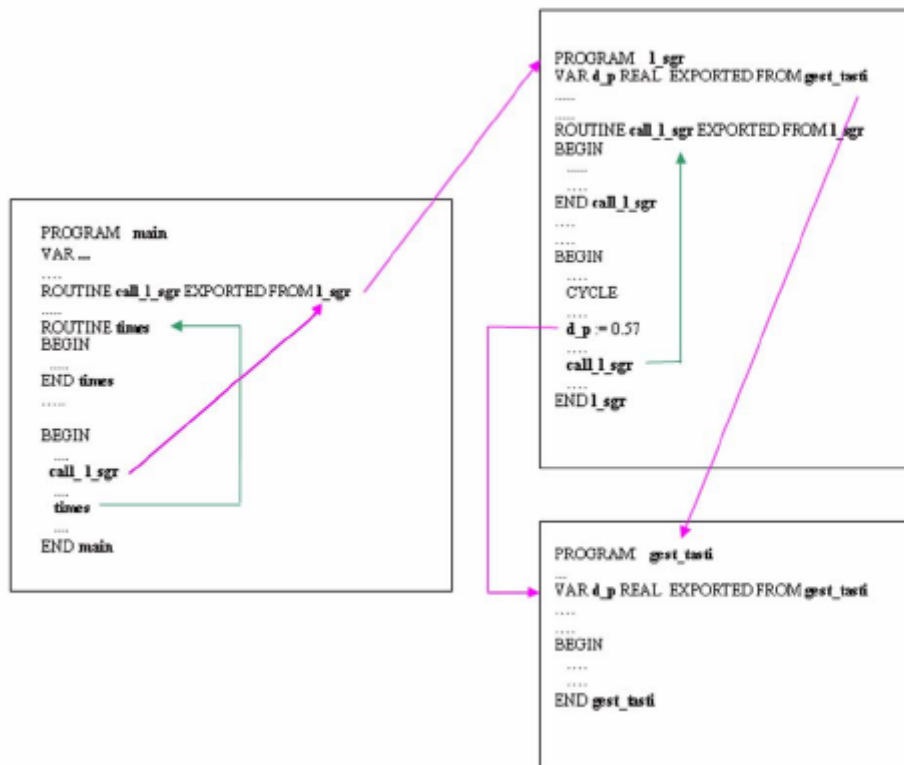 PROGRAM main
VAR ...
....
ROUTINE call_l_sgr EXPORTED FROM l_sgr
.....
ROUTINE times
BEGIN
.....
END times
.....
BEGIN
....
call_ l_sgr
....
times
....
END main
PROGRAM l_sgr
VAR d_p REAL EXPORTED FROM gest_tasti
.....
.....
ROUTINE call_l_sgr EXPORTED FROM l_sgr
BEGIN
.....
....
END call_l_sgr
....
....
BEGIN
....
CYCLE
....
d_p := 0.57
....
call_l_sgr
....
END l_sgr
PROGRAM gest_tasti
...
VAR d_p REAL EXPORTED FROM gest_tasti
....
....
BEGIN
....
....
END gest_tasti